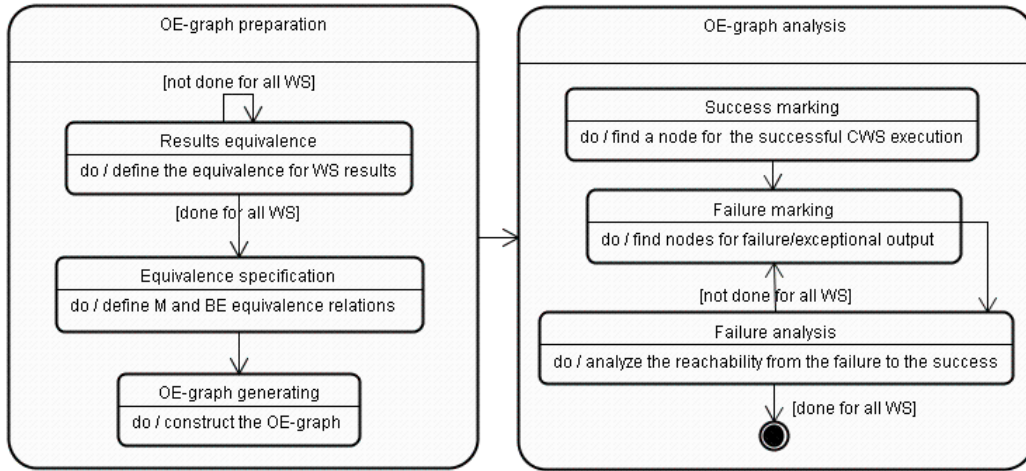 OE-graph preparation
[not done for all WS]
Results equivalence
do / define the equivalence for WS results
[done for all WS]
Equivalence specification
do / define M and BE equivalence relations
OE-graph generating
do / construct the OE-graph
OE-graph analysis
Success marking
do / find a node for the successful CWS execution
Failure marking
do / find nodes for failure/exceptional output
[not done for all WS]
Failure analysis
do / analyze the reachability from the failure to the success
[done for all WS]